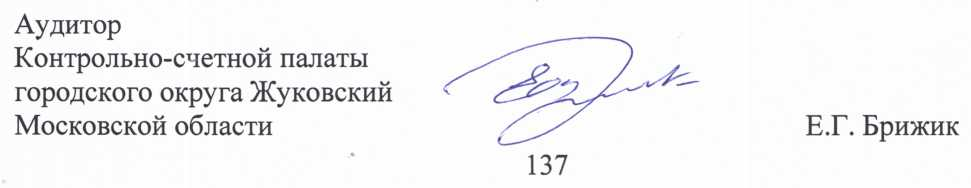 Аудитор
Контрольно-счетной палаты
городского округа Жуковский
Московской области Е.Г. Брижик
137